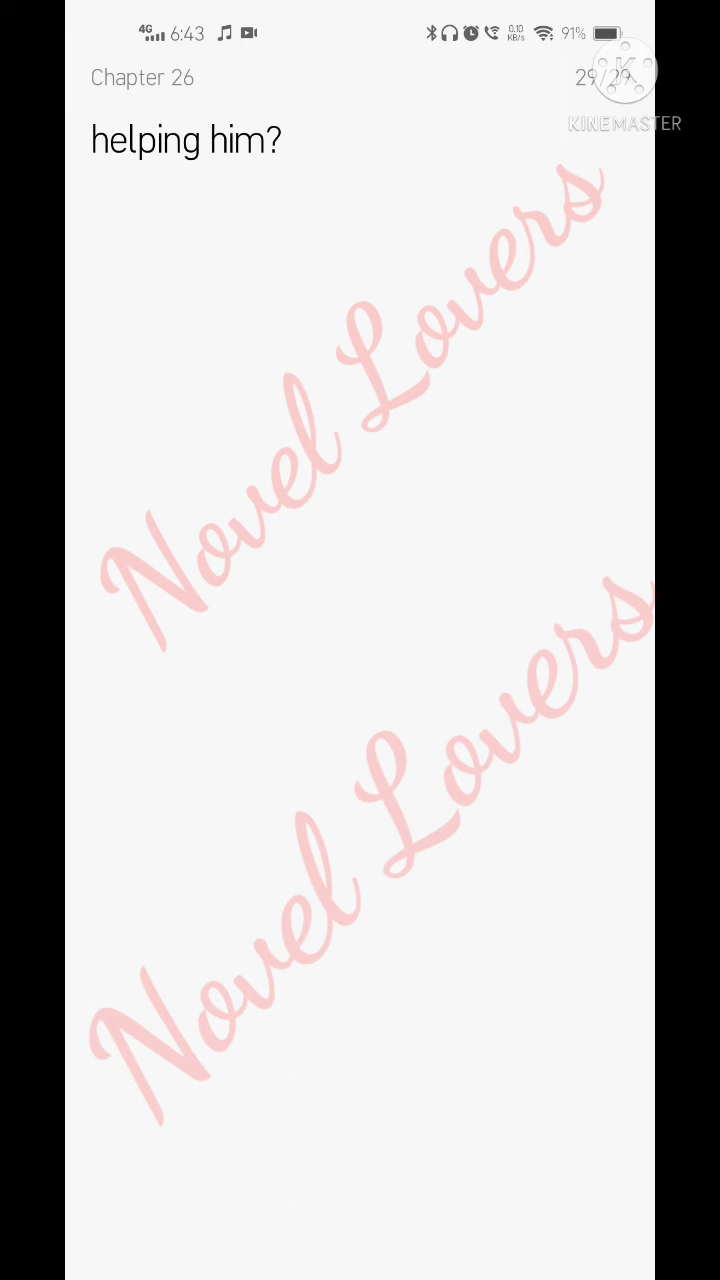 4G 6:43 0.10 KB/s 91%
Chapter 26 29/29
KINEMASTER
helping him?
Novel Lovers
Novel Lovers